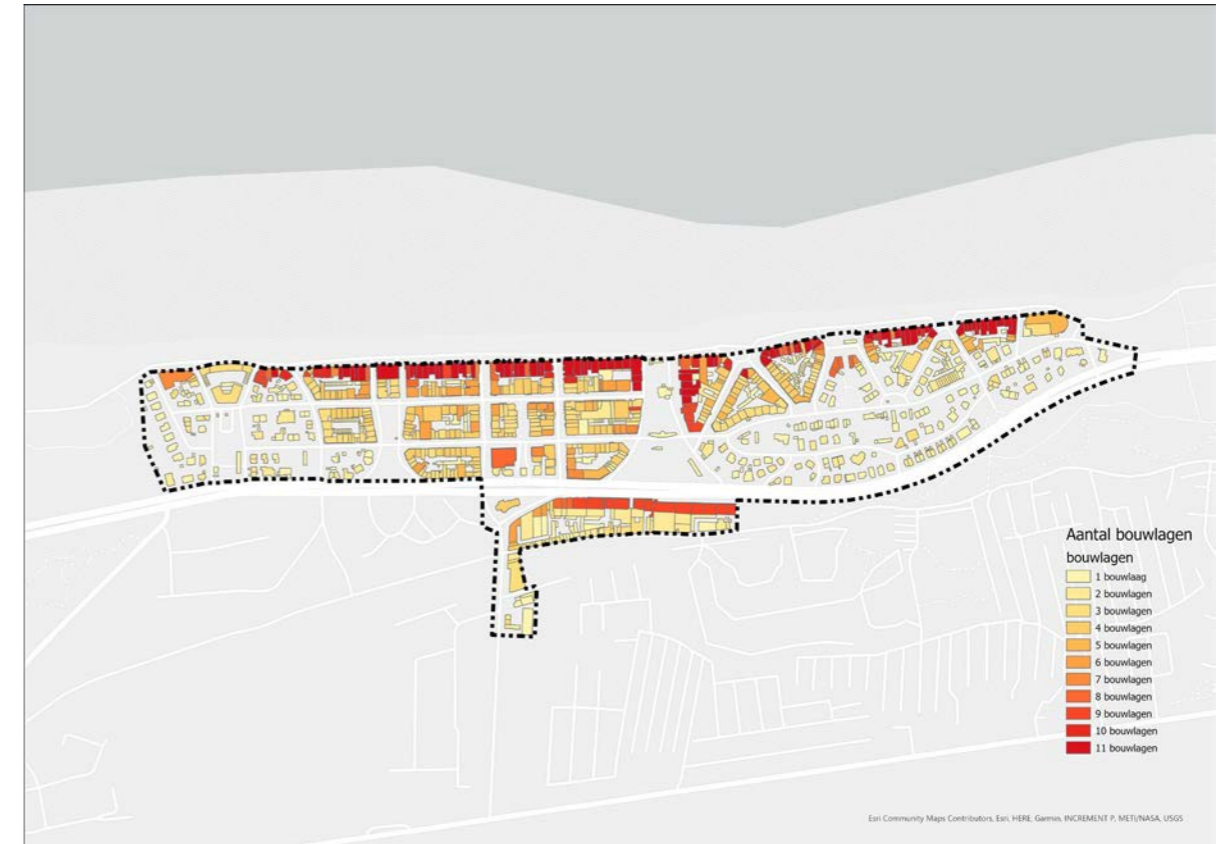 Aantal bouwlagen
bouwlagen
1 bouwlaag
2 bouwlagen
3 bouwlagen
4 bouwlagen
5 bouwlagen
6 bouwlagen
7 bouwlagen
8 bouwlagen
9 bouwlagen
10 bouwlagen
11 bouwlagen
Esri Community Maps Contributors, Esri, HERE, Garmin, INCREMENT P, METI/NASA, USGS